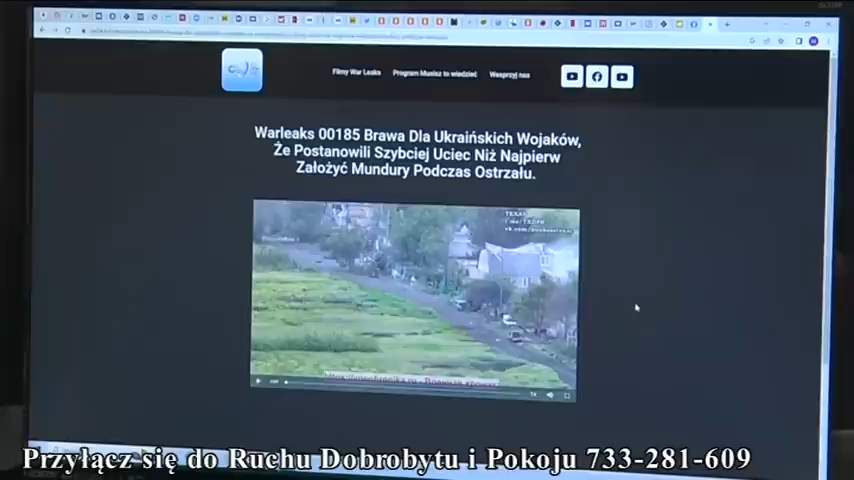 Filmy War Leaks Program Musisz to wiedzieć Wesprzyj nas
Warleaks 00185 Brawa Dla Ukraińskich Wojaków,
Że Postanowili Szybciej Uciec Niż Najpierw
Założyć Mundury Podczas Ostrzału.
TEXAS
Przyłącz się do Ruchu Dobrobytu i Pokoju 733-281-609